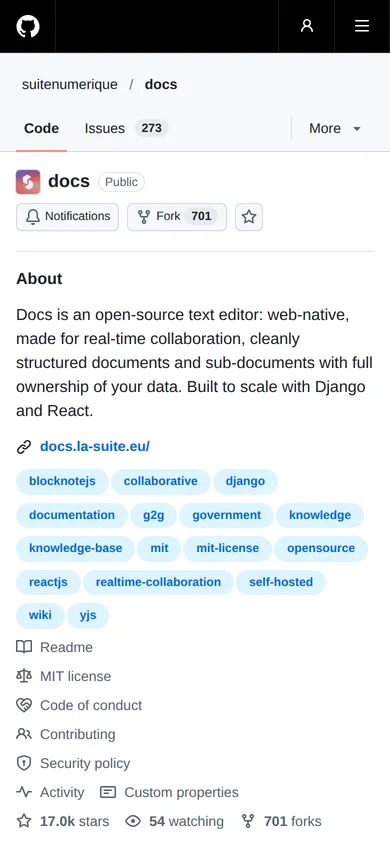 suitenumerique / docs
Code Issues 273 More
docs Public
Notifications Fork 701
About
Docs is an open-source text editor: web-native,
made for real-time collaboration, cleanly
structured documents and sub-documents with full
ownership of your data. Built to scale with Django
and React.
docs.la-suite.eu/
blocknotejs collaborative django
documentation g2g government knowledge
knowledge-base mit mit-license opensource
reactjs realtime-collaboration self-hosted
wiki yjs
Readme
MIT license
Code of conduct
Contributing
Security policy
Activity Custom properties
17.0k stars 54 watching 701 forks